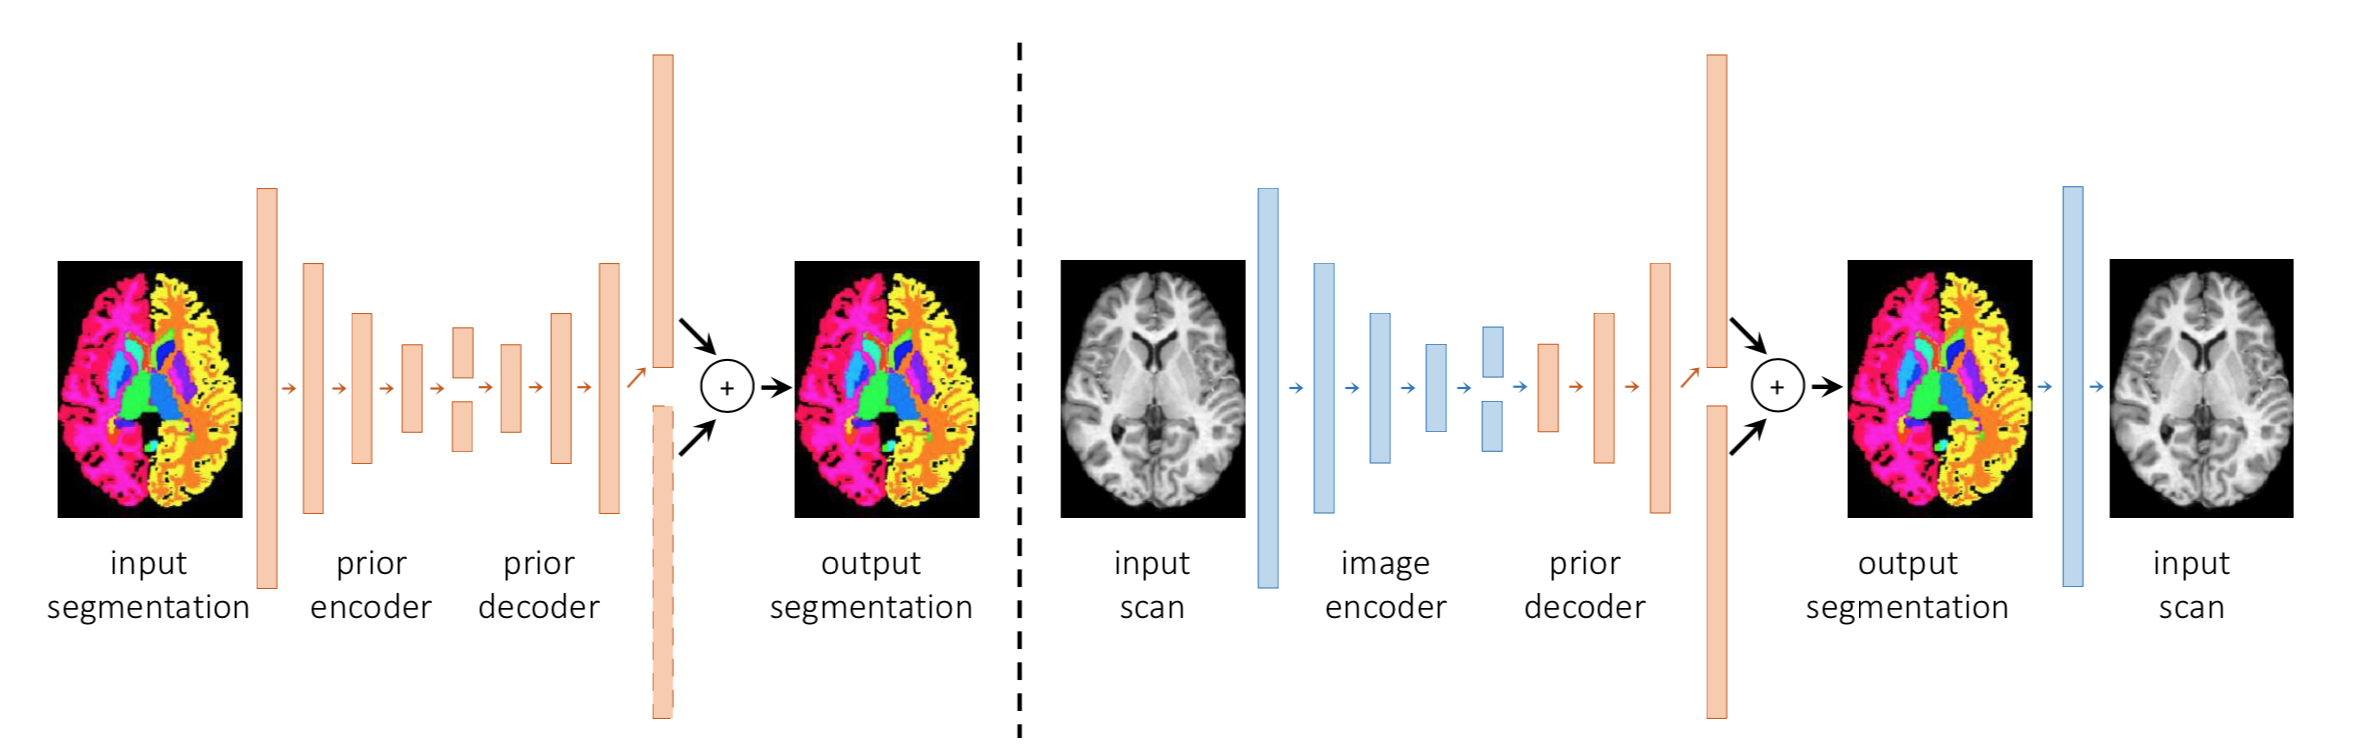 +
+
input
segmentation
prior
encoder
prior
decoder
output
segmentation
input
scan
image
encoder
prior
decoder
output
segmentation
input
scan